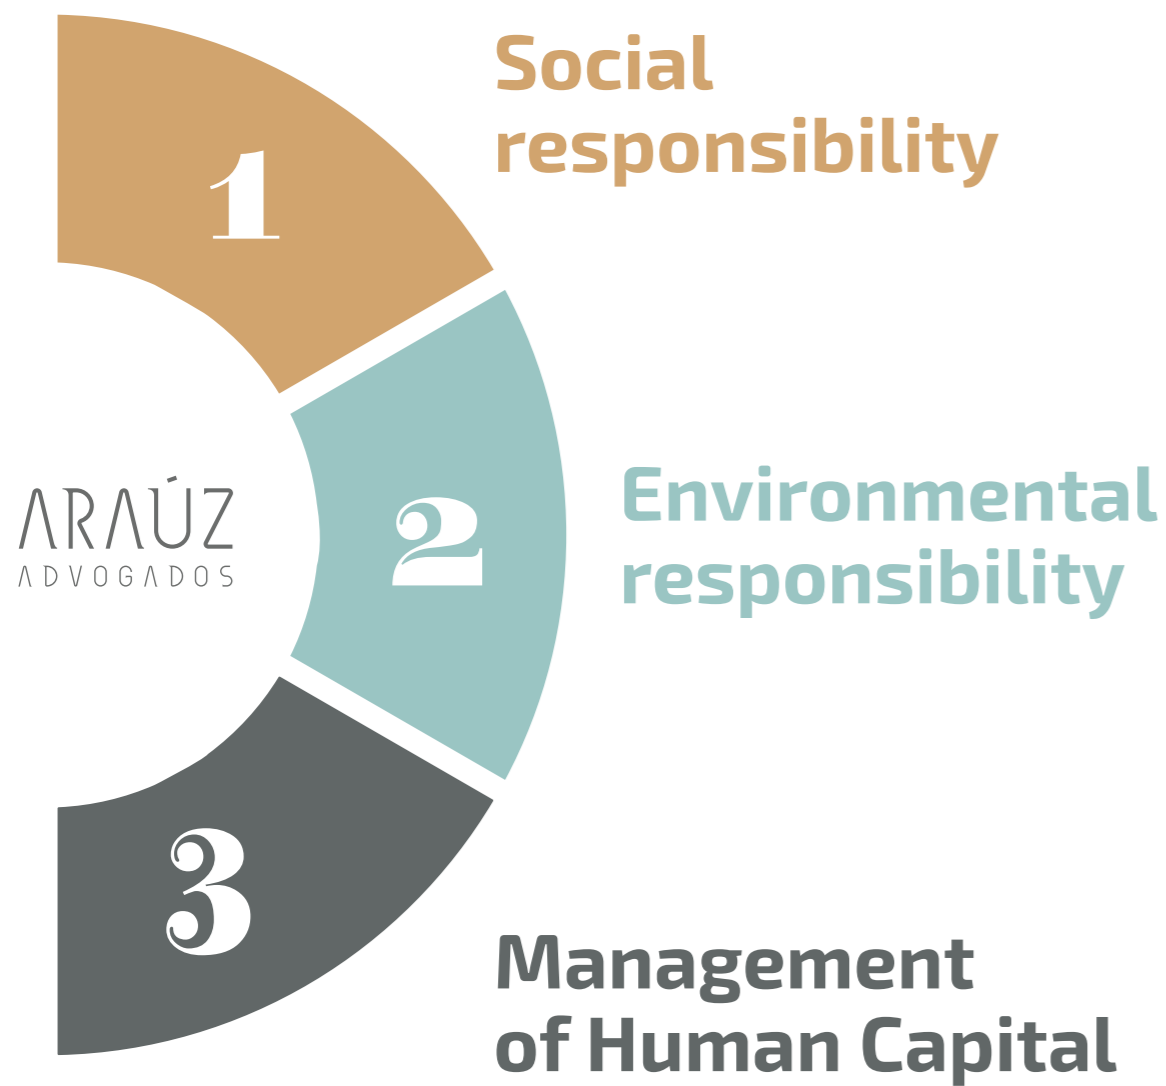 1
Social
responsibility
2
Environmental
responsibility
ARAÚZ
ADVOGADOS
3
Management
of Human Capital